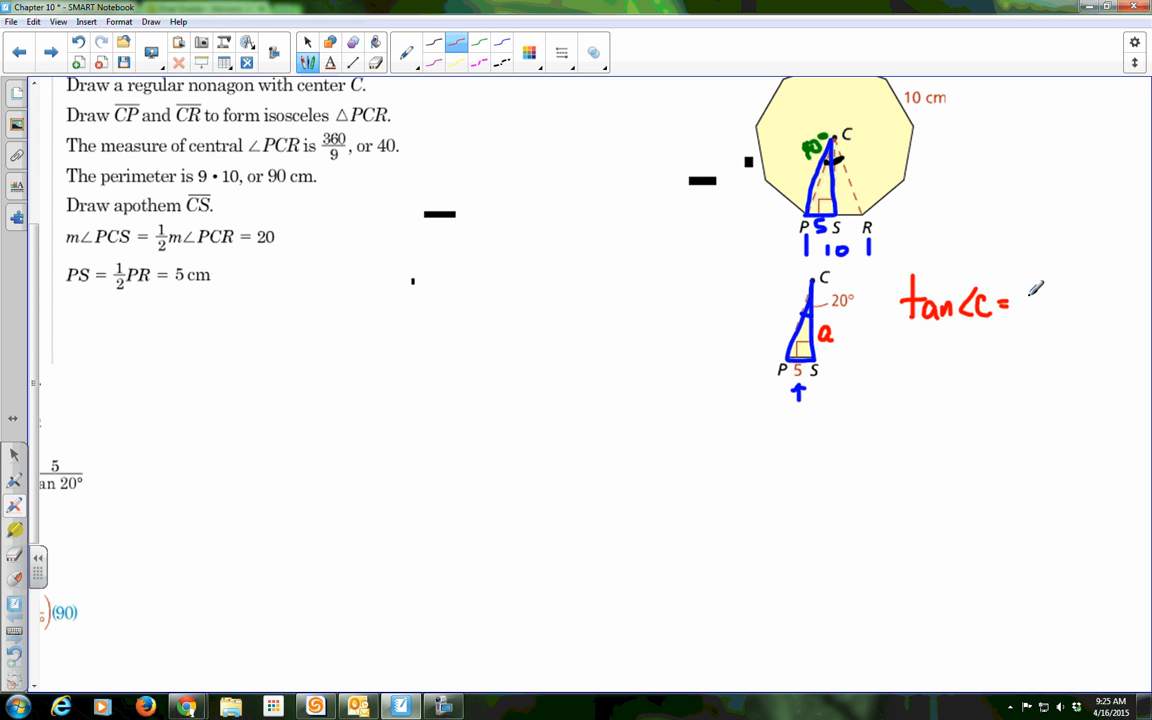 Chapter 10 * - SMART Notebook
File Edit View Insert Format Tools Draw Help
Draw a regular nonagon with center C.
Draw CP and CR to form isosceles △PCR.
The measure of central ∠PCR is 360/9, or 40.
The perimeter is 9 • 10, or 90 cm.
Draw apothem CS.
m∠PCS = 1/2 m∠PCR = 20
PS = 1/2 PR = 5 cm
10 cm
C
40°
P 5 S R
10
C
20°
a
P 5 S
tan∠C =
5
an 20°
)(90)
9:25 AM
4/16/2015